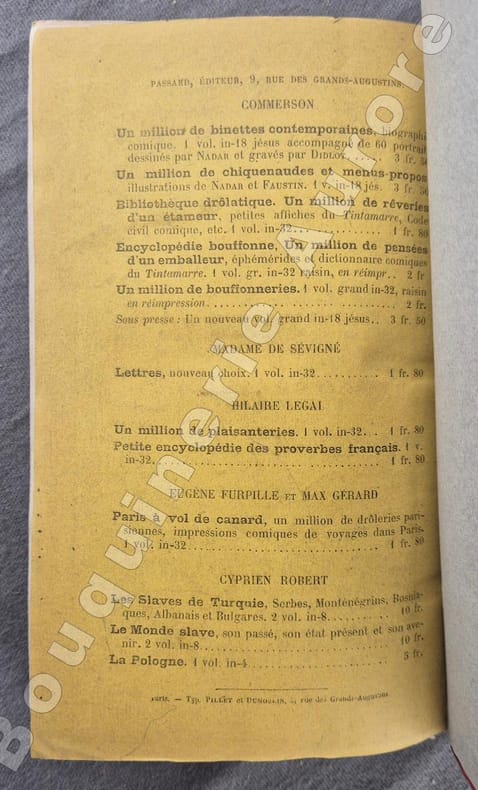 PASSARD, ÉDITEUR, 9, RUE DES GRANDS-AUGUSTINS.
COMMERSON
Un million de binettes contemporaines, biographi
comique. 1 vol. in-18 jésus accompagné de 60 portrait
dessinés par NADAR et gravés par DIDLOT. 3 fr. 50
Un million de chiquenaudes et menus-propos
illustrations de NADAR et FAUSTIN. 1 vol. in-18 jés. 3 fr. 50
Bibliothèque drôlatique. Un million de rêveries
d'un étameur, petites affiches du Tintamarre, Code
civil comique, etc. 1 vol. in-32..... 1 fr. 80
Encyclopédie bouffonne, Un million de pensées
d'un emballeur, éphémérides et dictionnaire comiques
du Tintamarre. 1 vol. gr. in-32 raisin, en réimpr.. 2 fr
Un million de bouffonneries. 1 vol. grand in-32, raisin
en réimpression.................... 2 fr.
Sous presse : Un nouveau vol. grand in-18 jésus.. 3 fr. 50
MADAME DE SÉVIGNÉ
Lettres, nouveau choix. 1 vol. in-32.......... 1 fr. 80
HILAIRE LEGAI
Un million de plaisanteries. 1 vol. in-32... 1 fr. 80
Petite encyclopédie des proverbes français. 1 v.
in-32.............................. 1 fr. 80
EUGÈNE FURPILLE ET MAX GÉRARD
Paris à vol de canard, un million de drôleries pari-
siennes, impressions comiques de voyages dans Paris.
1 vol. in-32......................... 1 fr. 80
CYPRIEN ROBERT
Les Slaves de Turquie, Serbes, Monténégrins, Bosnia-
ques, Albanais et Bulgares. 2 vol. in-8....... 10 fr.
Le Monde slave, son passé, son état présent et son ave-
nir. 2 vol. in-8...................... 10 fr.
La Pologne. 1 vol. in-4.................. 5 fr.
Paris. — Typ. PILLET et DUMOULIN, rue des Grands-Augustins
Bouquinerie Aurore